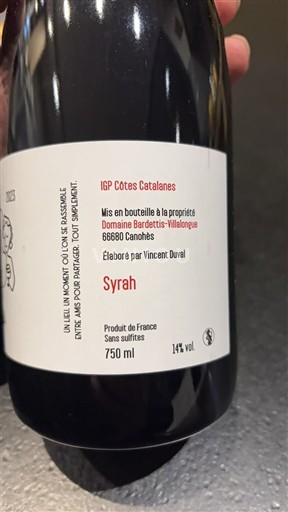 2023
UN LIEU, UN MOMENT OÙ L'ON SE RASSEMBLE
ENTRE AMIS POUR PARTAGER. TOUT SIMPLEMENT.
IGP Côtes Catalanes
Mis en bouteille à la propriété
Domaine Bardettis-Villalongue
66680 Canohès
Élaboré par Vincent Duval
Syrah
Produit de France
Sans sulfites
750 ml
14% vol.